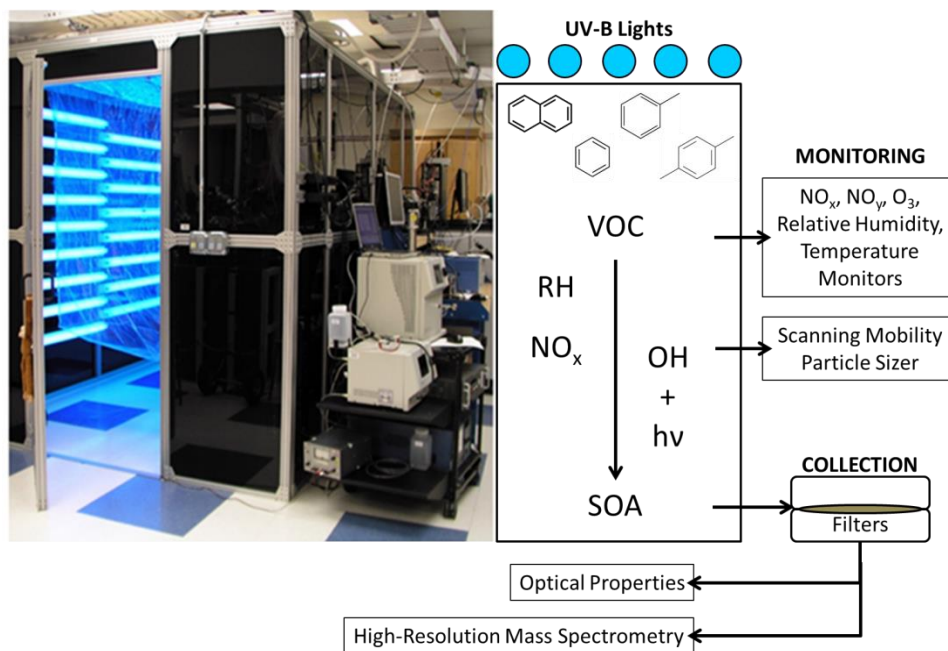 UV-B Lights
VOC
RH
NOₓ
OH
+
hν
SOA
MONITORING
NOₓ, NOᵧ, O₃,
Relative Humidity,
Temperature
Monitors
Scanning Mobility
Particle Sizer
COLLECTION
Filters
Optical Properties
High-Resolution Mass Spectrometry